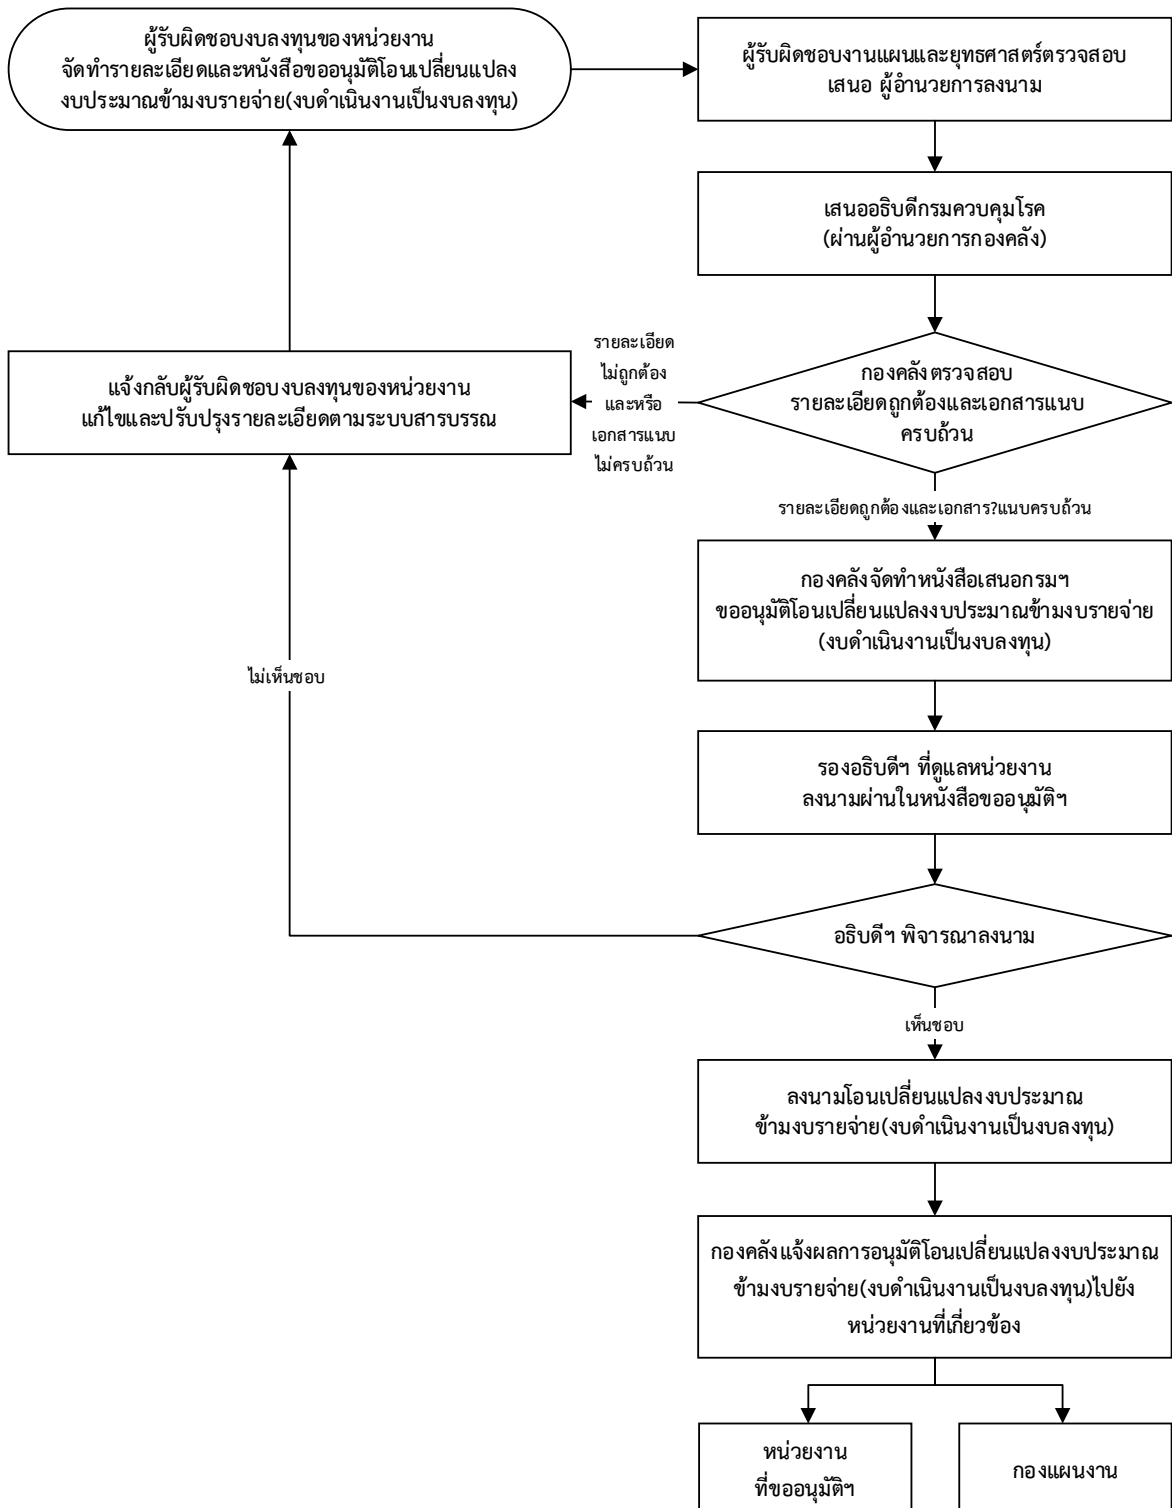 ผู้รับผิดชอบงบลงทุนของหน่วยงาน
จัดทำรายละเอียดและหนังสือขออนุมัติโอนเปลี่ยนแปลง
งบประมาณข้ามงบรายจ่าย(งบดำเนินงานเป็นงบลงทุน)
ผู้รับผิดชอบงานแผนและยุทธศาสตร์ตรวจสอบ
เสนอ ผู้อำนวยการลงนาม
เสนออธิบดีกรมควบคุมโรค
(ผ่านผู้อำนวยการกองคลัง)
กองคลังตรวจสอบ
รายละเอียดถูกต้องและเอกสารแนบ
ครบถ้วน
รายละเอียด
ไม่ถูกต้อง
และหรือ
เอกสารแนบ
ไม่ครบถ้วน
แจ้งกลับผู้รับผิดชอบงบลงทุนของหน่วยงาน
แก้ไขและปรับปรุงรายละเอียดตามระบบสารบรรณ
รายละเอียดถูกต้องและเอกสาร?แนบครบถ้วน
กองคลังจัดทำหนังสือเสนอกรมฯ
ขออนุมัติโอนเปลี่ยนแปลงงบประมาณข้ามงบรายจ่าย
(งบดำเนินงานเป็นงบลงทุน)
รองอธิบดีฯ ที่ดูแลหน่วยงาน
ลงนามผ่านในหนังสือขออนุมัติฯ
อธิบดีฯ พิจารณาลงนาม
ไม่เห็นชอบ
เห็นชอบ
ลงนามโอนเปลี่ยนแปลงงบประมาณ
ข้ามงบรายจ่าย(งบดำเนินงานเป็นงบลงทุน)
กองคลังแจ้งผลการอนุมัติโอนเปลี่ยนแปลงงบประมาณ
ข้ามงบรายจ่าย(งบดำเนินงานเป็นงบลงทุน)ไปยัง
หน่วยงานที่เกี่ยวข้อง
หน่วยงาน
ที่ขออนุมัติฯ
กองแผนงาน